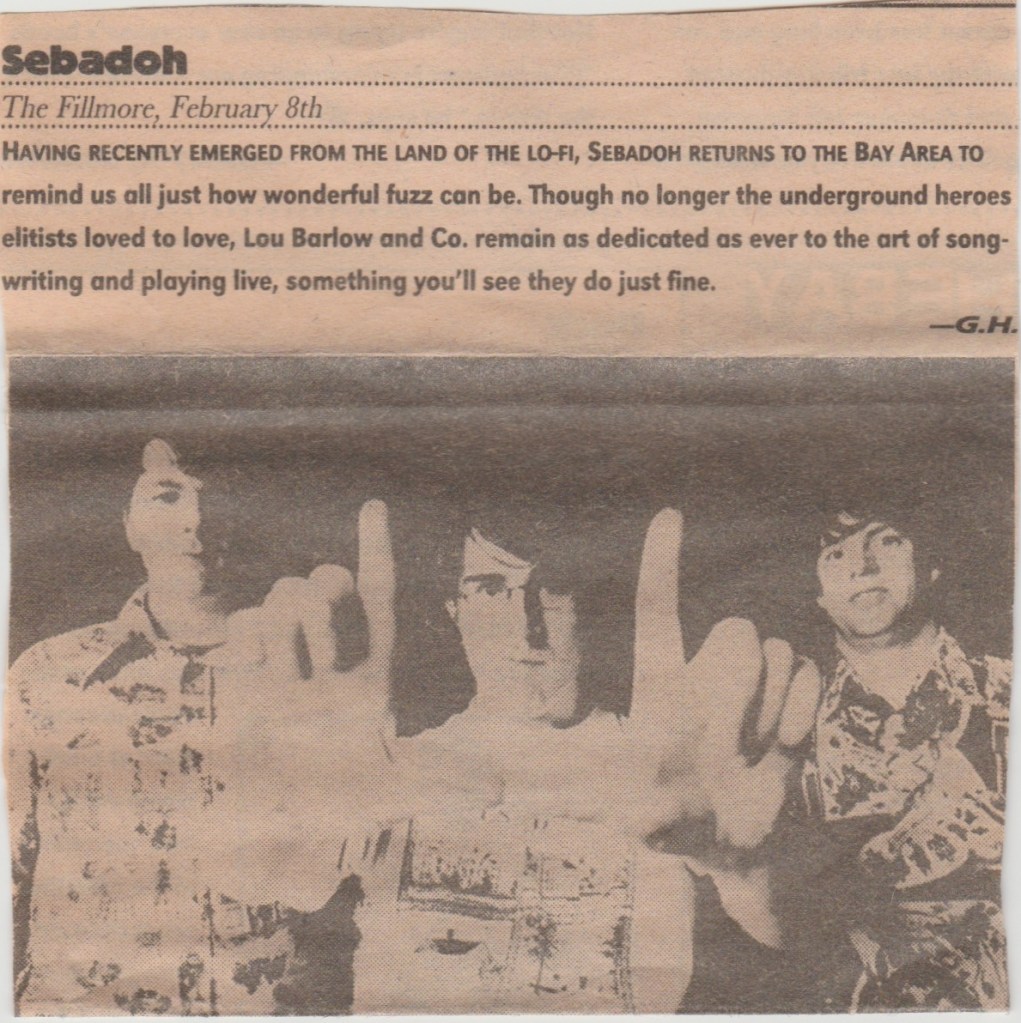 Sebadoh
The Fillmore, February 8th
HAVING RECENTLY EMERGED FROM THE LAND OF THE LO-FI, SEBADOH RETURNS TO THE BAY AREA TO
remind us all just how wonderful fuzz can be. Though no longer the underground heroes
elitists loved to love, Lou Barlow and Co. remain as dedicated as ever to the art of song-
writing and playing live, something you'll see they do just fine.
—G.H.